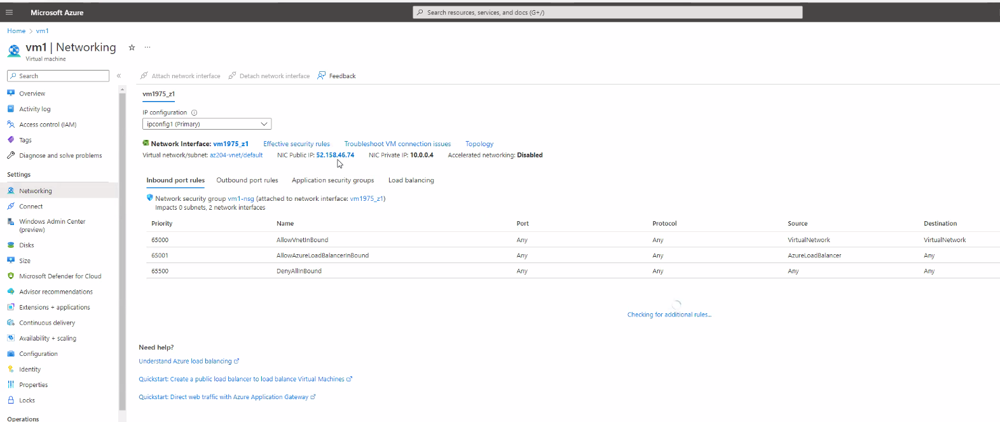 Microsoft Azure
Search resources, services, and docs (G+/)
Home > vm1
vm1 | Networking
Virtual machine
Search
Attach network interface Detach network interface Feedback
Overview
Activity log
Access control (IAM)
Tags
Diagnose and solve problems
Settings
Networking
Connect
Windows Admin Center
(preview)
Disks
Size
Microsoft Defender for Cloud
Advisor recommendations
Extensions + applications
Continuous delivery
Availability + scaling
Configuration
Identity
Properties
Locks
Operations
vm1975_z1
IP configuration
ipconfig1 (Primary)
Network Interface: vm1975_z1 Effective security rules Troubleshoot VM connection issues Topology
Virtual network/subnet: az204-vnet/default NIC Public IP: 52.158.46.74 NIC Private IP: 10.0.0.4 Accelerated networking: Disabled
Inbound port rules Outbound port rules Application security groups Load balancing
Network security group vm1-nsg (attached to network interface: vm1975_z1)
Impacts 0 subnets, 2 network interfaces
Priority Name Port Protocol Source Destination
65000 AllowVnetInBound Any Any VirtualNetwork VirtualNetwork
65001 AllowAzureLoadBalancerInBound Any Any AzureLoadBalancer Any
65500 DenyAllInBound Any Any Any Any
Checking for additional rules...
Need help?
Understand Azure load balancing
Quickstart: Create a public load balancer to load balance Virtual Machines
Quickstart: Direct web traffic with Azure Application Gateway